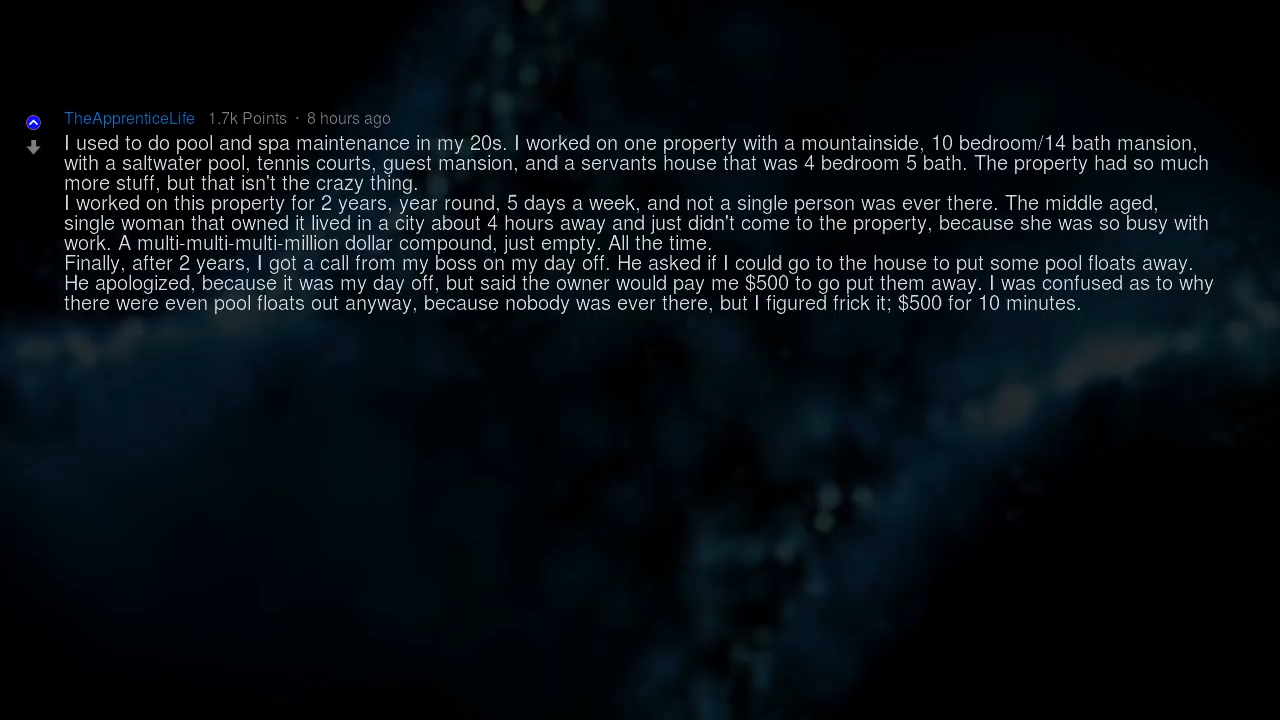 TheApprenticeLife 1.7k Points · 8 hours ago
I used to do pool and spa maintenance in my 20s. I worked on one property with a mountainside, 10 bedroom/14 bath mansion,
with a saltwater pool, tennis courts, guest mansion, and a servants house that was 4 bedroom 5 bath. The property had so much
more stuff, but that isn't the crazy thing.
I worked on this property for 2 years, year round, 5 days a week, and not a single person was ever there. The middle aged,
single woman that owned it lived in a city about 4 hours away and just didn't come to the property, because she was so busy with
work. A multi-multi-multi-million dollar compound, just empty. All the time.
Finally, after 2 years, I got a call from my boss on my day off. He asked if I could go to the house to put some pool floats away.
He apologized, because it was my day off, but said the owner would pay me $500 to go put them away. I was confused as to why
there were even pool floats out anyway, because nobody was ever there, but I figured frick it; $500 for 10 minutes.